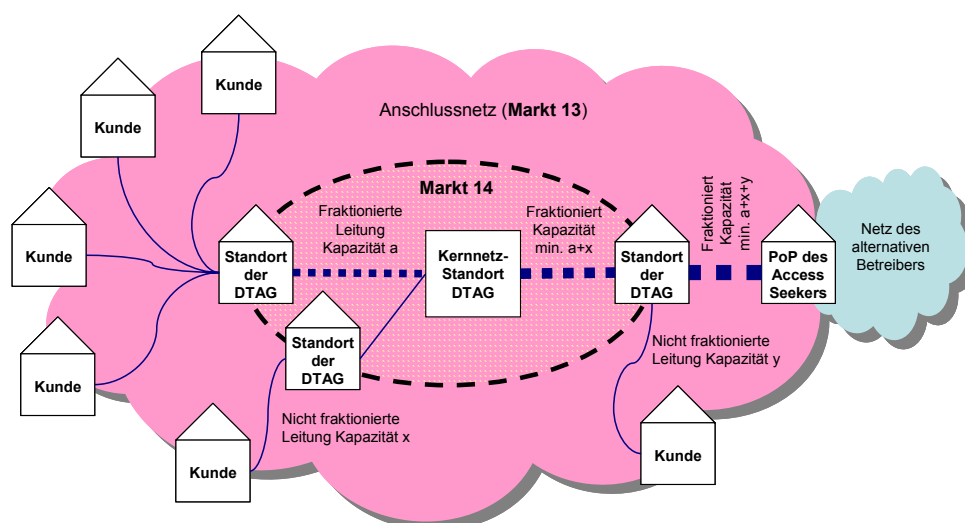 Kunde
Kunde
Kunde
Kunde
Kunde
Kunde
Anschlussnetz (Markt 13)
Markt 14
Standort
der
DTAG
Fraktionierte
Leitung
Kapazität a
Standort
der
DTAG
Kernnetz-
Standort
DTAG
Fraktioniert
Kapazität
min. a+x
Standort
der
DTAG
Fraktioniert
Kapazität
min. a+x+y
PoP des
Access
Seekers
Netz des
alternativen
Betreibers
Nicht fraktionierte
Leitung Kapazität x
Nicht fraktionierte
Leitung Kapazität y